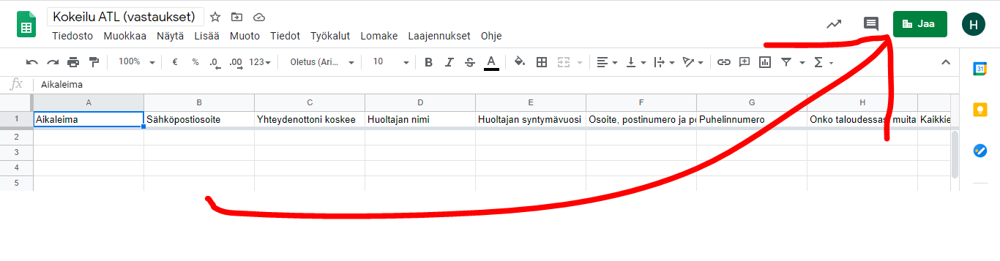 Kokeilu ATL (vastaukset)
Tiedosto Muokkaa Näytä Lisää Muoto Tiedot Työkalut Lomake Laajennukset Ohje
Jaa
H
100% € % .0 .00 123 Oletus (Ari... 10 B I S A
31
fx Aikaleima
A B C D E F G H
1 Aikaleima Sähköpostiosoite Yhteydenottoni koskee Huoltajan nimi Huoltajan syntymävuosi Osoite, postinumero ja Puhelinnumero Onko taloudessa muita Kaikkie
2
3
4
5